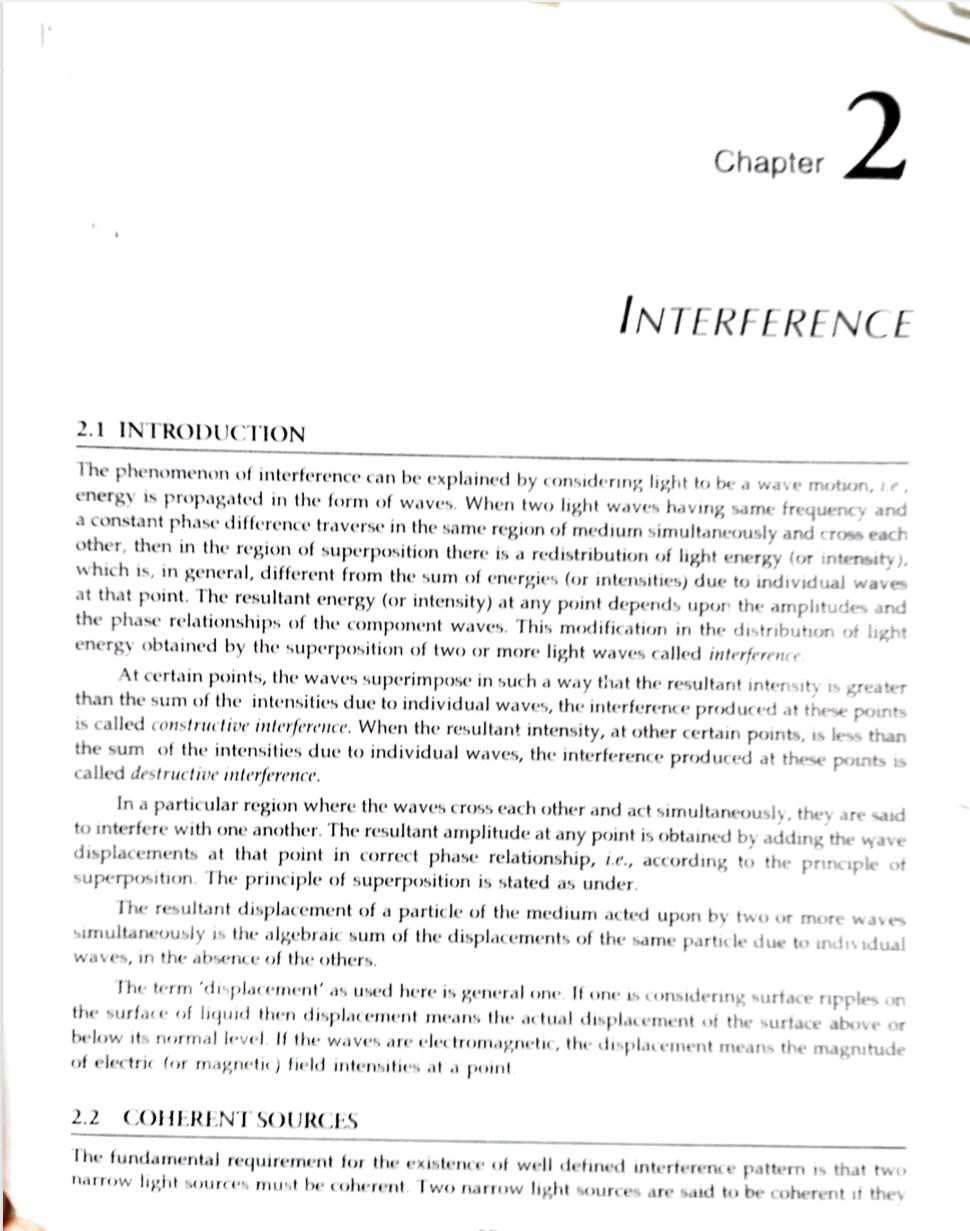 Chapter 2
INTERFERENCE
2.1 INTRODUCTION
The phenomenon of interference can be explained by considering light to be a wave motion, i.e.,
energy is propagated in the form of waves. When two light waves having same frequency and
a constant phase difference traverse in the same region of medium simultaneously and cross each
other, then in the region of superposition there is a redistribution of light energy (or intensity),
which is, in general, different from the sum of energies (or intensities) due to individual waves
at that point. The resultant energy (or intensity) at any point depends upon the amplitudes and
the phase relationships of the component waves. This modification in the distribution of light
energy obtained by the superposition of two or more light waves called interference.
At certain points, the waves superimpose in such a way that the resultant intensity is greater
than the sum of the intensities due to individual waves, the interference produced at these points
is called constructive interference. When the resultant intensity, at other certain points, is less than
the sum of the intensities due to individual waves, the interference produced at these points is
called destructive interference.
In a particular region where the waves cross each other and act simultaneously, they are said
to interfere with one another. The resultant amplitude at any point is obtained by adding the wave
displacements at that point in correct phase relationship, i.e., according to the principle of
superposition. The principle of superposition is stated as under.
The resultant displacement of a particle of the medium acted upon by two or more waves
simultaneously is the algebraic sum of the displacements of the same particle due to individual
waves, in the absence of the others.
The term 'displacement' as used here is general one. If one is considering surface ripples on
the surface of liquid then displacement means the actual displacement of the surface above or
below its normal level. If the waves are electromagnetic, the displacement means the magnitude
of electric (or magnetic) field intensities at a point.
2.2 COHERENT SOURCES
The fundamental requirement for the existence of well defined interference pattern is that two
narrow light sources must be coherent. Two narrow light sources are said to be coherent if they